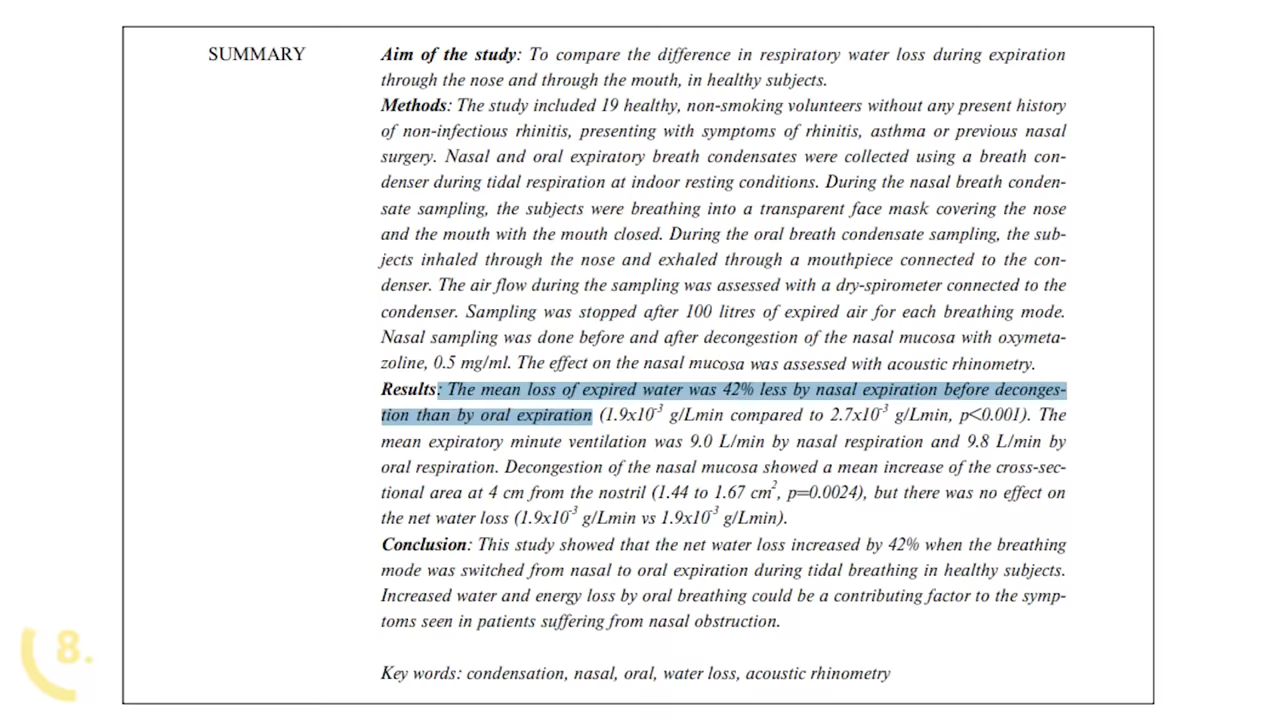 SUMMARY
Aim of the study: To compare the difference in respiratory water loss during expiration
through the nose and through the mouth, in healthy subjects.
Methods: The study included 19 healthy, non-smoking volunteers without any present history
of non-infectious rhinitis, presenting with symptoms of rhinitis, asthma or previous nasal
surgery. Nasal and oral expiratory breath condensates were collected using a breath con-
denser during tidal respiration at indoor resting conditions. During the nasal breath conden-
sate sampling, the subjects were breathing into a transparent face mask covering the nose
and the mouth with the mouth closed. During the oral breath condensate sampling, the sub-
jects inhaled through the nose and exhaled through a mouthpiece connected to the con-
denser. The air flow during the sampling was assessed with a dry-spirometer connected to the
condenser. Sampling was stopped after 100 litres of expired air for each breathing mode.
Nasal sampling was done before and after decongestion of the nasal mucosa with oxymeta-
zoline, 0.5 mg/ml. The effect on the nasal mucosa was assessed with acoustic rhinometry.
Results: The mean loss of expired water was 42% less by nasal expiration before deconges-
tion than by oral expiration (1.9x10⁻³ g/Lmin compared to 2.7x10⁻³ g/Lmin, p<0.001). The
mean expiratory minute ventilation was 9.0 L/min by nasal respiration and 9.8 L/min by
oral respiration. Decongestion of the nasal mucosa showed a mean increase of the cross-sec-
tional area at 4 cm from the nostril (1.44 to 1.67 cm², p=0.0024), but there was no effect on
the net water loss (1.9x10⁻³ g/Lmin vs 1.9x10⁻³ g/Lmin).
Conclusion: This study showed that the net water loss increased by 42% when the breathing
mode was switched from nasal to oral expiration during tidal breathing in healthy subjects.
Increased water and energy loss by oral breathing could be a contributing factor to the symp-
toms seen in patients suffering from nasal obstruction.
Key words: condensation, nasal, oral, water loss, acoustic rhinometry
8.